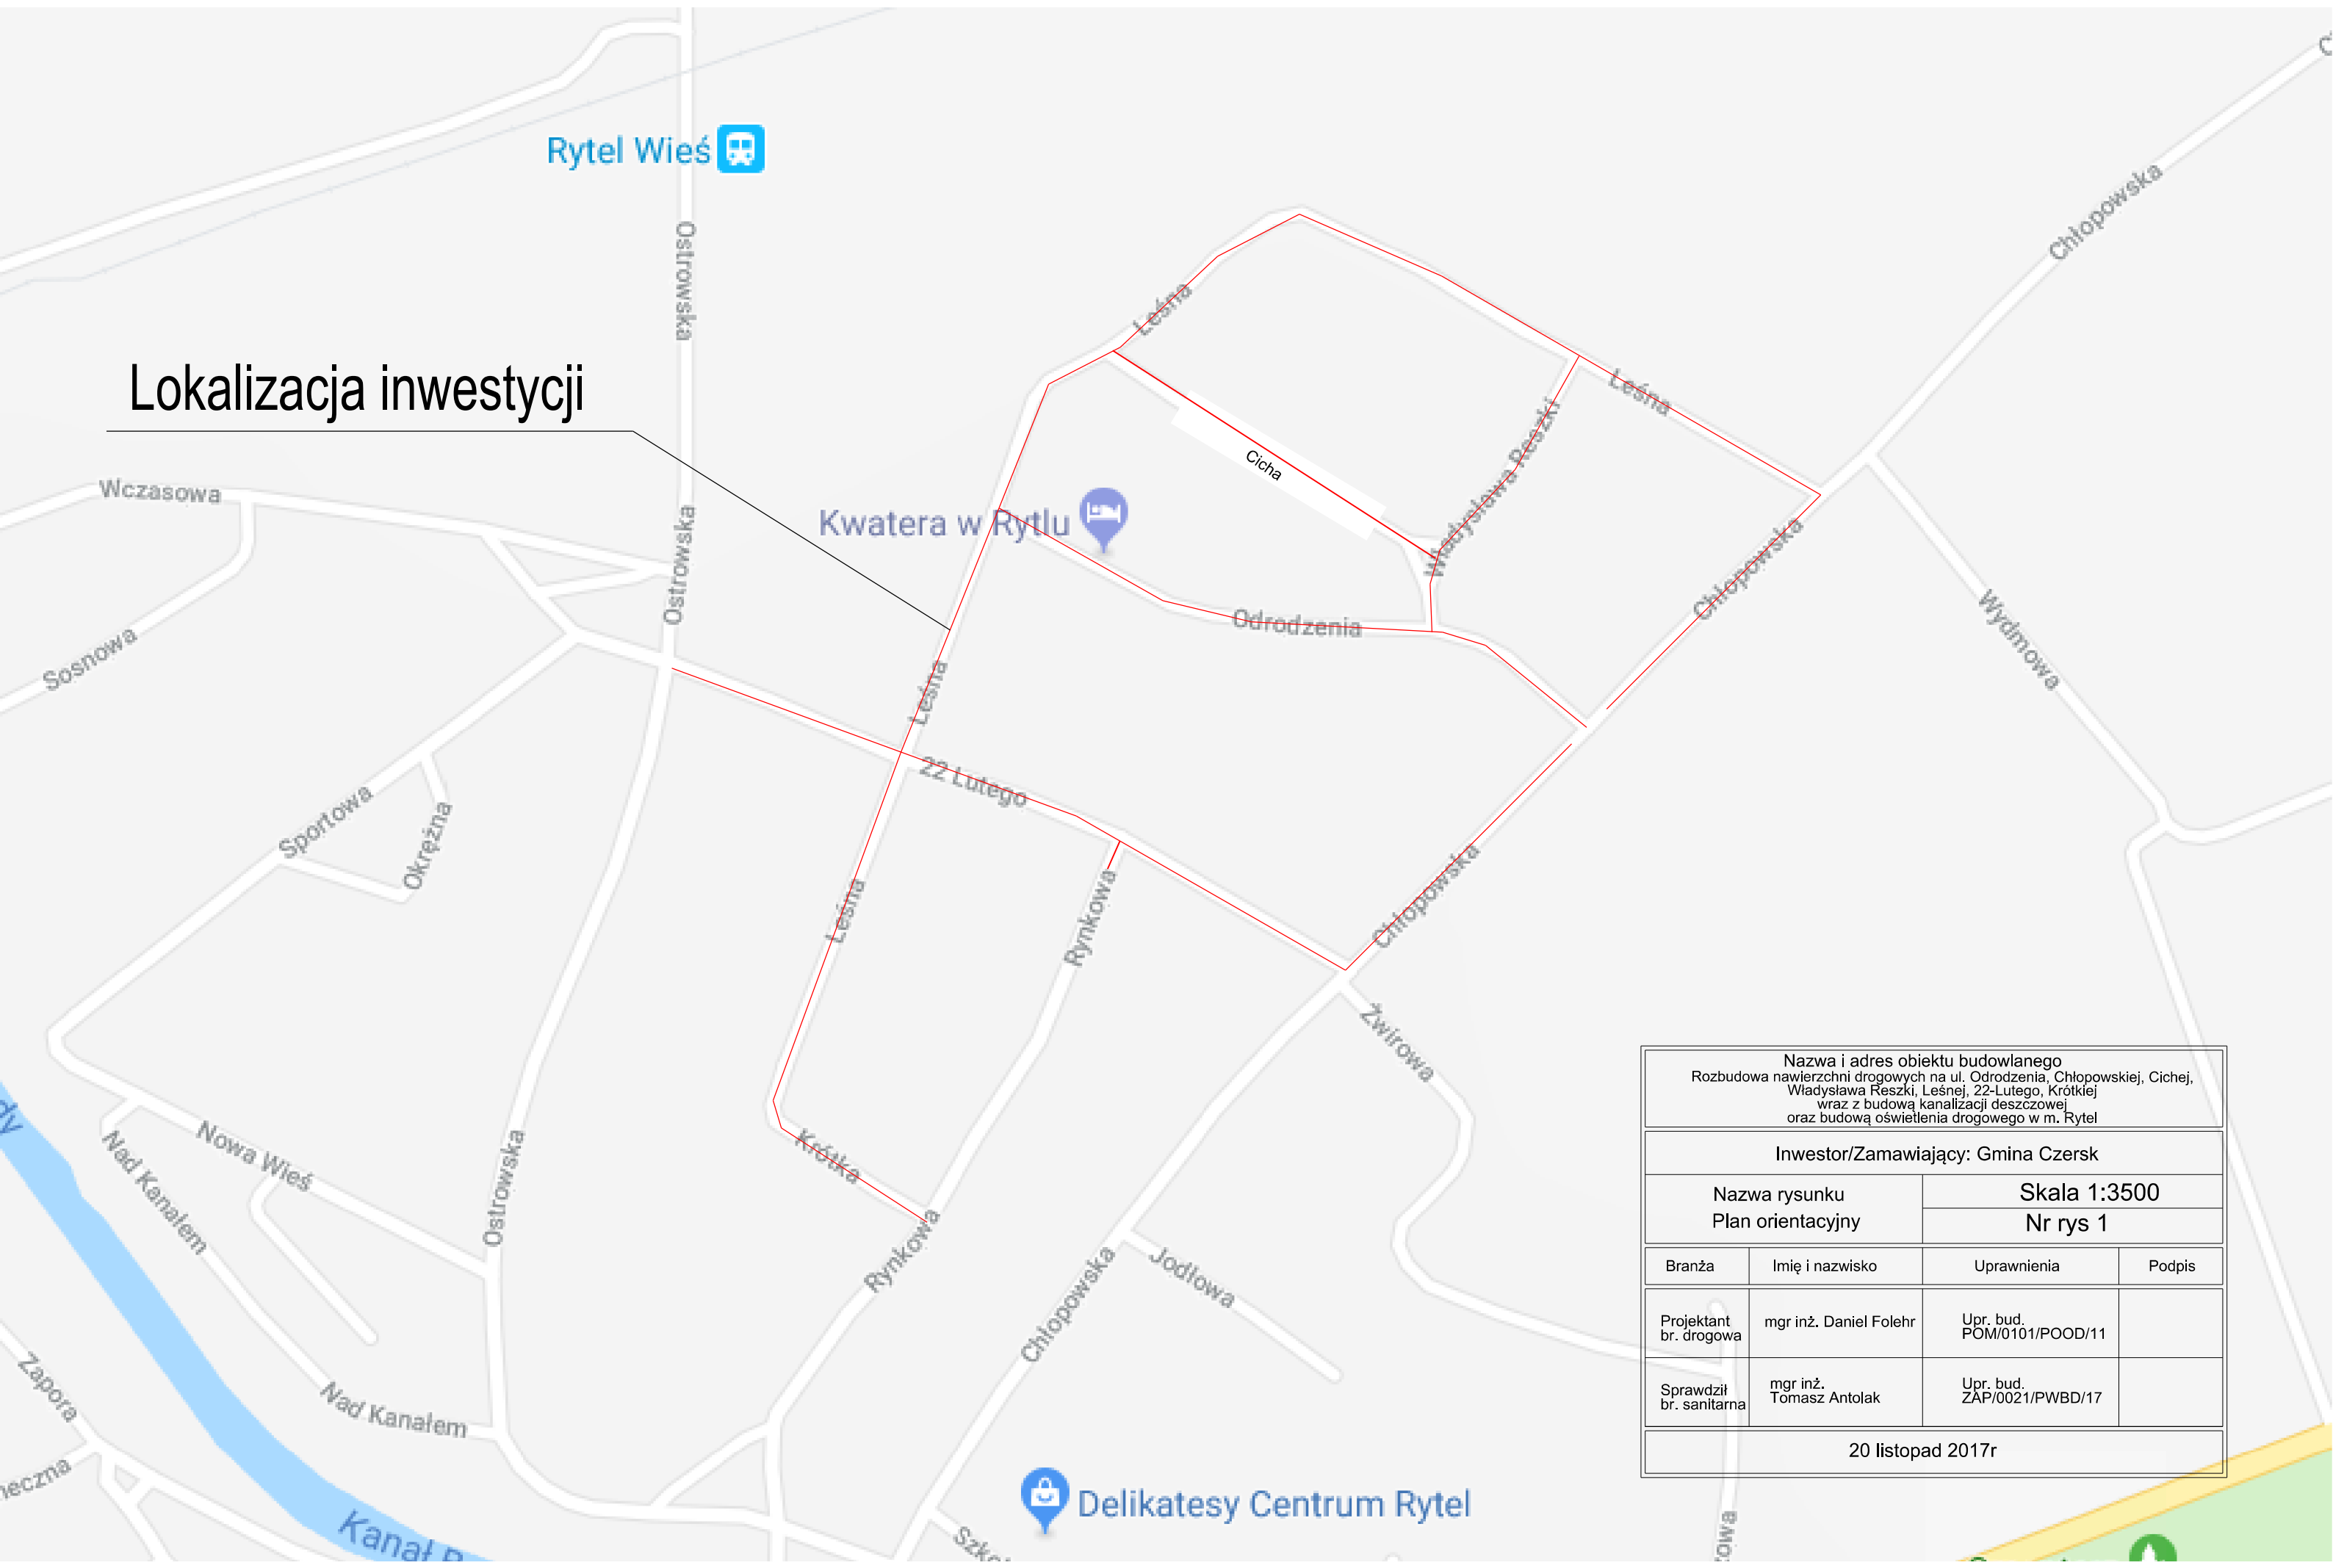 Rytel Wieś
Ostrowska
Chłopowska
Leśna
Lokalizacja inwestycji
Leśna
Wczasowa
Cicha
Władysława Reszki
Kwatera w Rytlu
Ostrowska
Chłopowska
Odrodzenia
Wydmowa
Sosnowa
Leśna
22 Lutego
Sportowa
Okrężna
Chłopowska
Leśna
Rynkowa
Żwirowa
Krótka
Nowa Wieś
Nad Kanałem
Ostrowska
Rynkowa
Chłopowska
Jodłowa
Zapora
Nad Kanałem
Delikatesy Centrum Rytel
Kanał
Nazwa i adres obiektu budowlanego
Rozbudowa nawierzchni drogowych na ul. Odrodzenia, Chłopowskiej, Cichej,
Władysława Reszki, Leśnej, 22-Lutego, Krótkiej
wraz z budową kanalizacji deszczowej
oraz budową oświetlenia drogowego w m. Rytel
Inwestor/Zamawiający: Gmina Czersk
Nazwa rysunku
Plan orientacyjny
Skala 1:3500
Nr rys 1
Branża Imię i nazwisko Uprawnienia Podpis
Projektant
br. drogowa
mgr inż. Daniel Folehr
Upr. bud.
POM/0101/POOD/11
Sprawdził
br. sanitarna
mgr inż.
Tomasz Antolak
Upr. bud.
ZAP/0021/PWBD/17
20 listopad 2017r